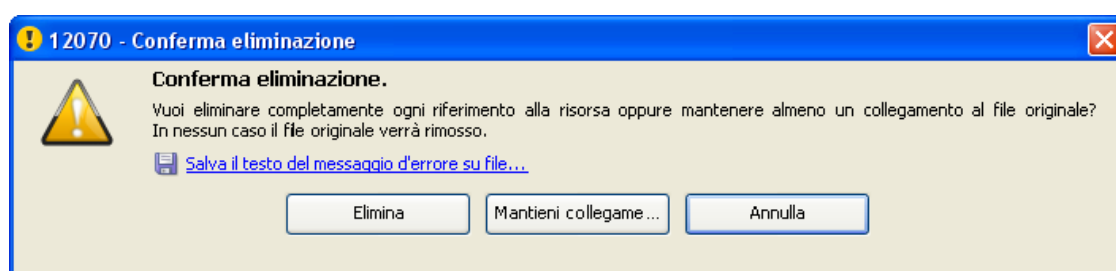 12070 - Conferma eliminazione
Conferma eliminazione.
Vuoi eliminare completamente ogni riferimento alla risorsa oppure mantenere almeno un collegamento al file originale?
In nessun caso il file originale verrà rimosso.
Salva il testo del messaggio d'errore su file...
Elimina
Mantieni collegame...
Annulla